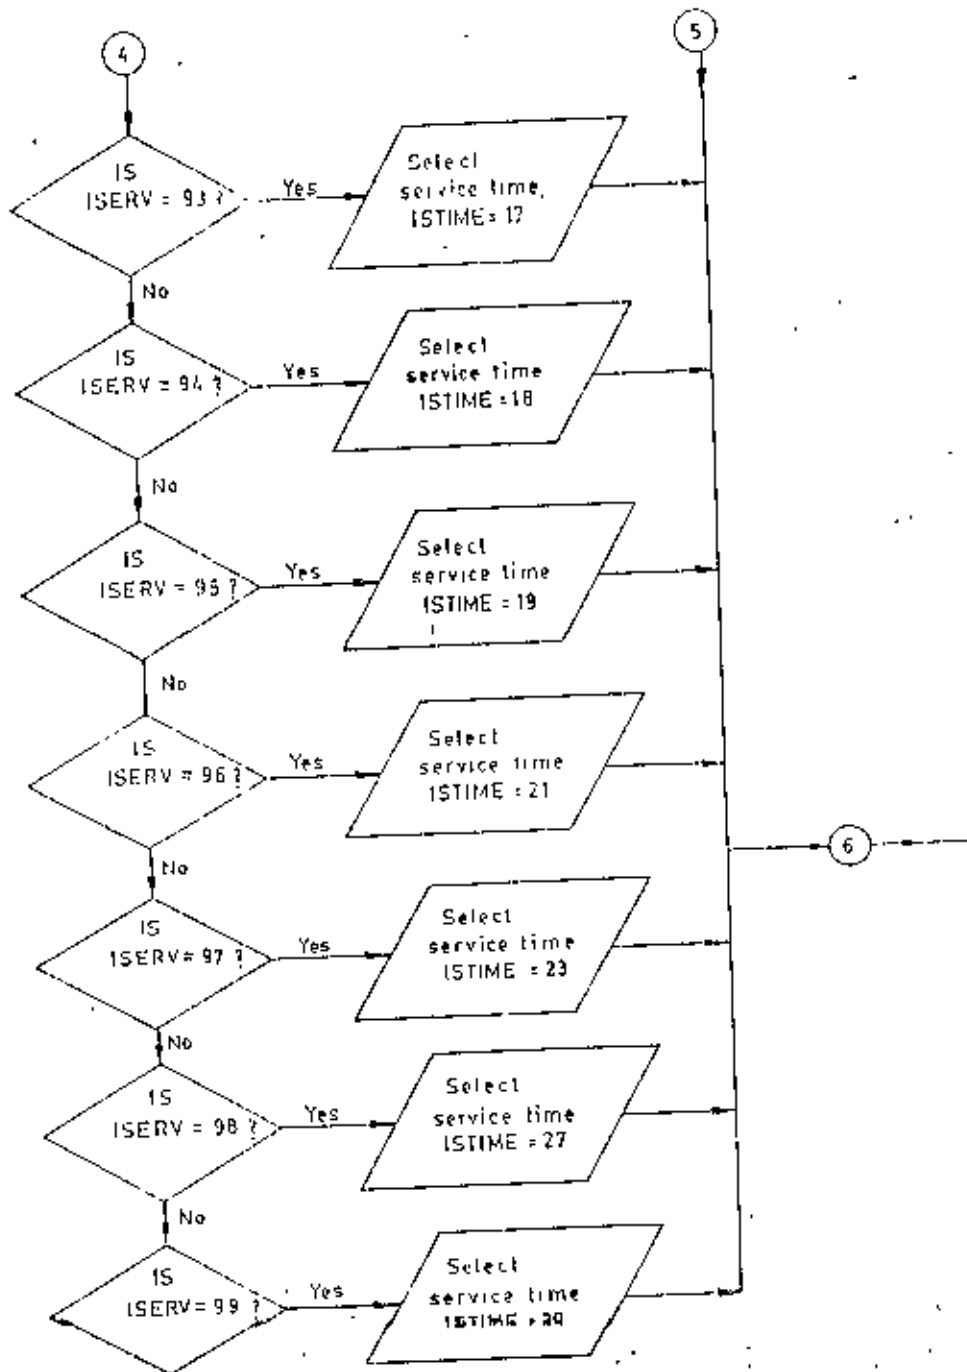 4
5
IS
ISERV = 93 ?
Yes
Select
service time,
ISTIME = 17
No
IS
ISERV = 94 ?
Yes
Select
service time
ISTIME = 18
No
IS
ISERV = 95 ?
Yes
Select
service time
ISTIME = 19
No
IS
ISERV = 96 ?
Yes
Select
service time
ISTIME = 21
6
No
IS
ISERV = 97 ?
Yes
Select
service time
ISTIME = 23
No
IS
ISERV = 98 ?
Yes
Select
service time
ISTIME = 27
No
IS
ISERV = 99 ?
Yes
Select
service time
ISTIME =